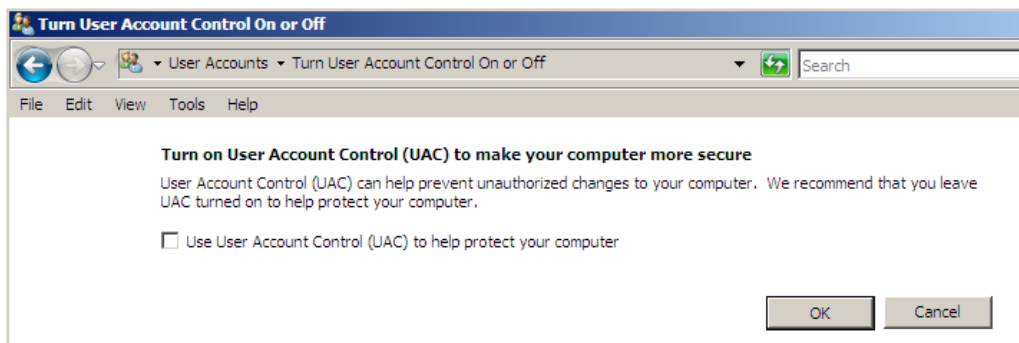 Turn User Account Control On or Off
User Accounts Turn User Account Control On or Off Search
File Edit View Tools Help
Turn on User Account Control (UAC) to make your computer more secure
User Account Control (UAC) can help prevent unauthorized changes to your computer. We recommend that you leave
UAC turned on to help protect your computer.
Use User Account Control (UAC) to help protect your computer
OK Cancel